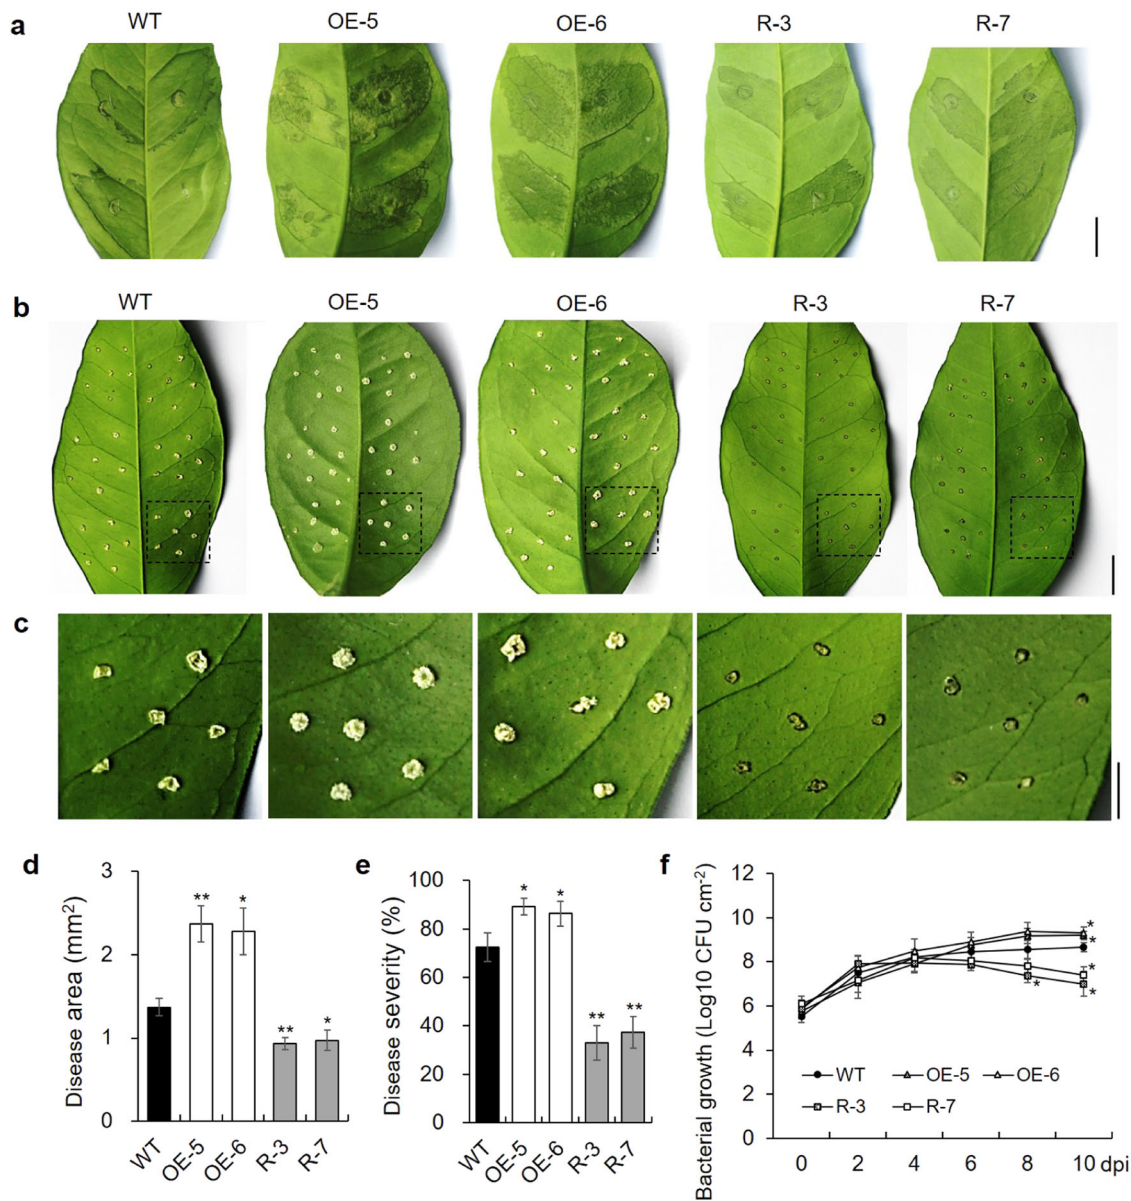 a
WT OE-5 OE-6 R-3 R-7
b
WT OE-5 OE-6 R-3 R-7
c
d
Disease area (mm²)
3
2
1
0
** * ** *
WT OE-5 OE-6 R-3 R-7
e
Disease severity (%)
100
80
60
40
20
0
* * ** **
WT OE-5 OE-6 R-3 R-7
f
Bacterial growth (Log10 CFU cm⁻²)
12
10
8
6
4
2
0
*
*
*
* *
WT OE-5 OE-6
R-3 R-7
0 2 4 6 8 10 dpi